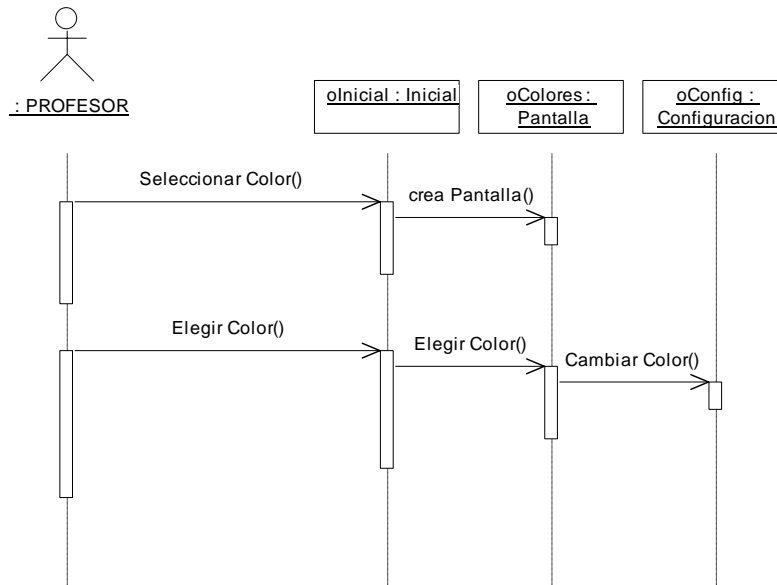 : PROFESOR
oInicial : Inicial
oColores :
Pantalla
oConfig :
Configuracion
Seleccionar Color()
crea Pantalla()
Elegir Color()
Elegir Color()
Cambiar Color()